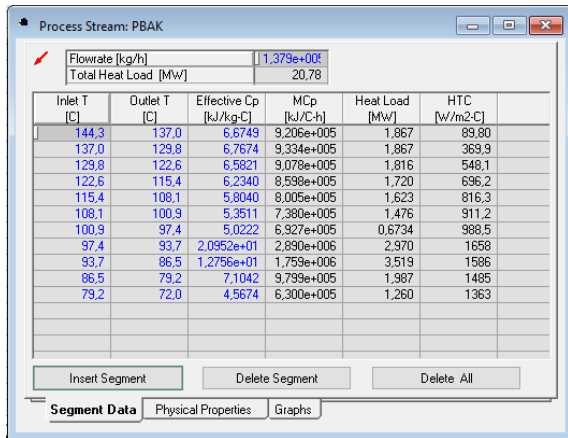 Process Stream: PBAK
Flowrate [kg/h] 1,379e+005
Total Heat Load [MW] 20,78
Inlet T Outlet T Effective Cp MCp Heat Load HTC
[C] [C] [kJ/kg-C] [kJ/C-h] [MW] [W/m2-C]
144,3 137,0 6,6749 9,206e+005 1,867 89,80
137,0 129,8 6,7674 9,334e+005 1,867 369,9
129,8 122,6 6,5821 9,078e+005 1,816 548,1
122,6 115,4 6,2340 8,598e+005 1,720 696,2
115,4 108,1 5,8040 8,005e+005 1,623 816,3
108,1 100,9 5,3511 7,380e+005 1,476 911,2
100,9 97,4 5,0222 6,927e+005 0,6734 988,5
97,4 93,7 2,0952e+01 2,890e+006 2,970 1658
93,7 86,5 1,2756e+01 1,759e+006 3,519 1586
86,5 79,2 7,1042 9,799e+005 1,987 1485
79,2 72,0 4,5674 6,300e+005 1,260 1363
Insert Segment Delete Segment Delete All
Segment Data Physical Properties Graphs